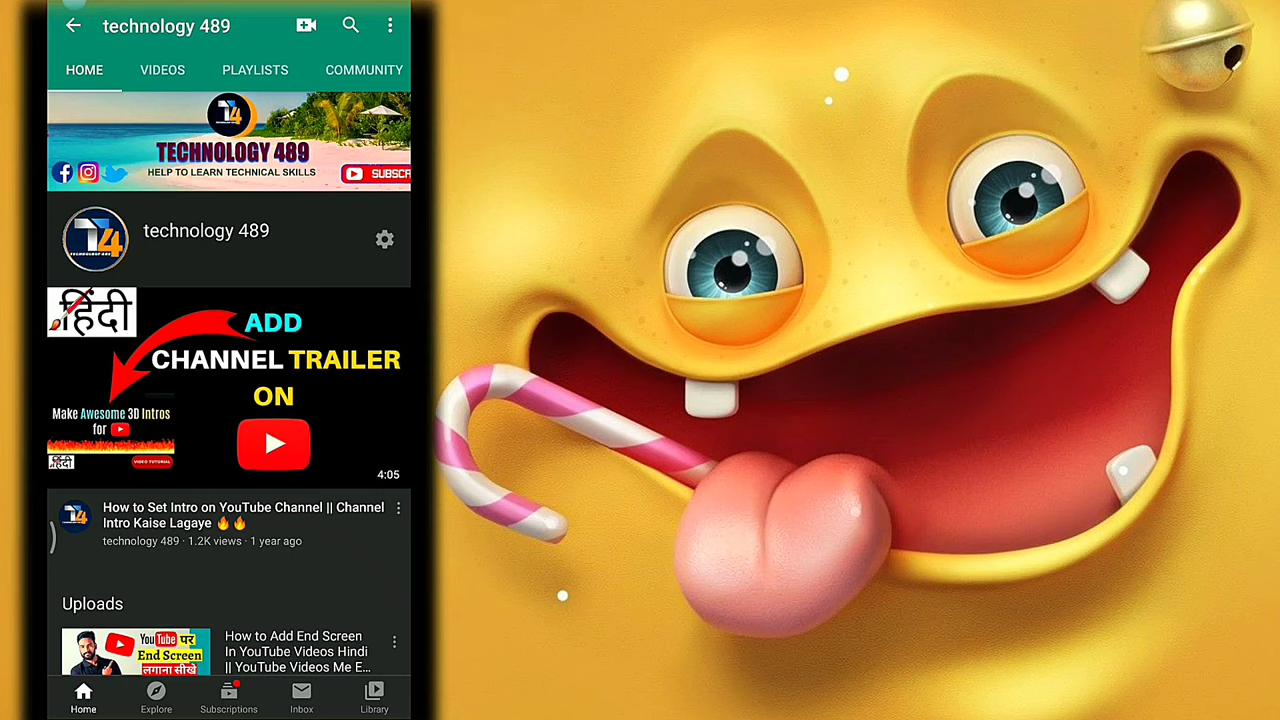 technology 489
HOME VIDEOS PLAYLISTS COMMUNITY
T4
TECHNOLOGY 489
HELP TO LEARN TECHNICAL SKILLS
SUBSCR
T4
technology 489
हिंदी
ADD
CHANNEL TRAILER
ON
Make Awesome 3D Intros
for
हिंदी
VIDEO TUTORIAL
4:05
How to Set Intro on YouTube Channel || Channel
Intro Kaise Lagaye 🔥🔥
technology 489 · 1.2K views · 1 year ago
Uploads
YouTube पर
End Screen
लगाना सीखे
How to Add End Screen
In YouTube Videos Hindi
|| YouTube Videos Me E...
Home Explore Subscriptions Inbox Library